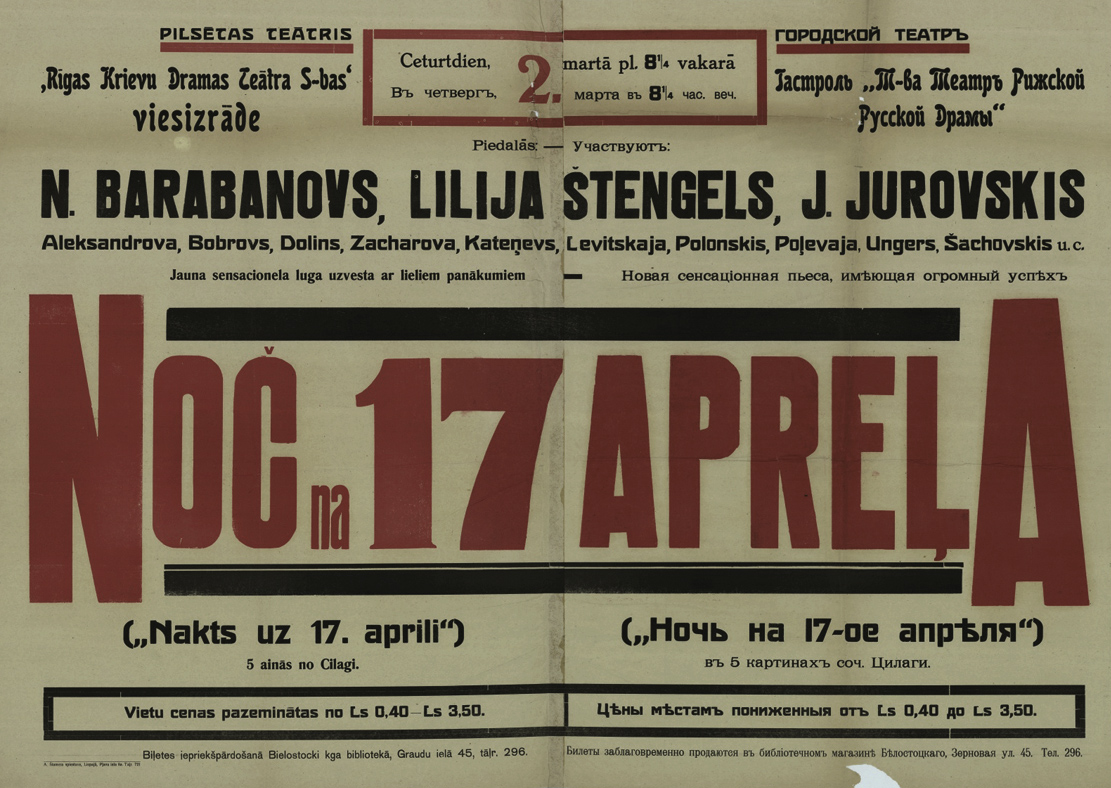 PILSĒTAS TEĀTRIS
„Rīgas Krievu Dramas Teātra S-bas“
viesizrāde
Ceturtdien, 2. martā pl. 8¼ vakarā
Въ четвергъ, 2. марта въ 8¼ час. веч.
ГОРОДСКОЙ ТЕАТРЪ
Гастроль „Т-ва Театръ Рижской
Русской Драмы“
Piedalās: — Участвуютъ:
N. BARABANOVS, LILIJA ŠTENGELS, J. JUROVSKIS
Aleksandrova, Bobrovs, Dolins, Zacharova, Kateņevs, Levitskaja, Polonskis, Poļevaja, Ungers, Šachovskis u. c.
Jauna sensacionela luga uzvesta ar lieliem panākumiem — Новая сенсацiонная пьеса, имѣющая огромный успѣхъ
NOČ na 17 APREĻA
(„Nakts uz 17. aprili“)
5 ainās no Cilagi.
(„Ночь на 17-ое апрѣля“)
въ 5 картинахъ соч. Цилаги.
Vietu cenas pazeminātas no Ls 0,40—Ls 3,50.
Цѣны мѣстамъ пониженныя отъ Ls 0,40 до Ls 3,50.
Biļetes iepriekšpārdošanā Bielostocki kga bibliotekā, Graudu ielā 45, tālr. 296.
Билеты заблаговременно продаются въ библiотечномъ магазинѣ Бѣлостоцкаго, Зерновая ул. 45. Тел. 296.